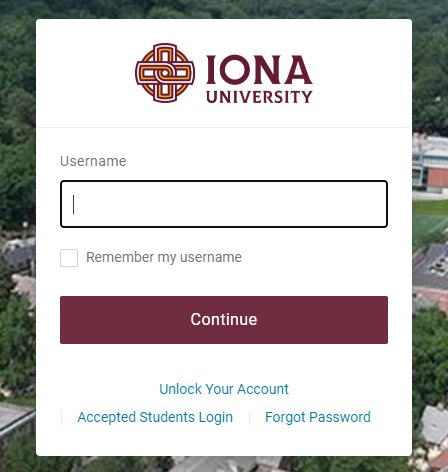 IONA
UNIVERSITY
Username
Remember my username
Continue
Unlock Your Account
Accepted Students Login
Forgot Password